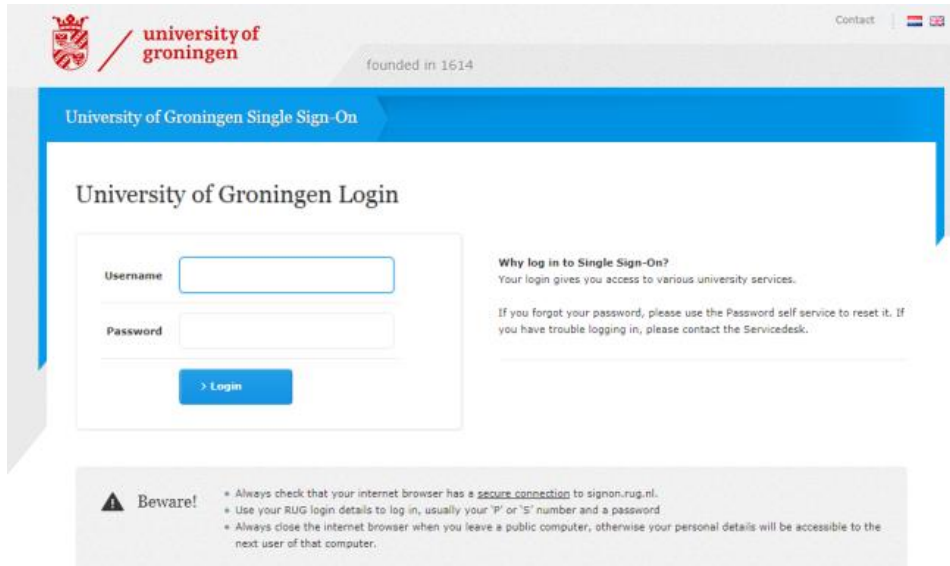 Contact
university of
groningen
founded in 1614
University of Groningen Single Sign-On
University of Groningen Login
Username
Password
> Login
Why log in to Single Sign-On?
Your login gives you access to various university services.
If you forgot your password, please use the Password self service to reset it. If
you have trouble logging in, please contact the Servicedesk.
Beware!
• Always check that your internet browser has a secure connection to signon.rug.nl.
• Use your RUG login details to log in, usually your 'P' or 'S' number and a password
• Always close the internet browser when you leave a public computer, otherwise your personal details will be accessible to the
next user of that computer.